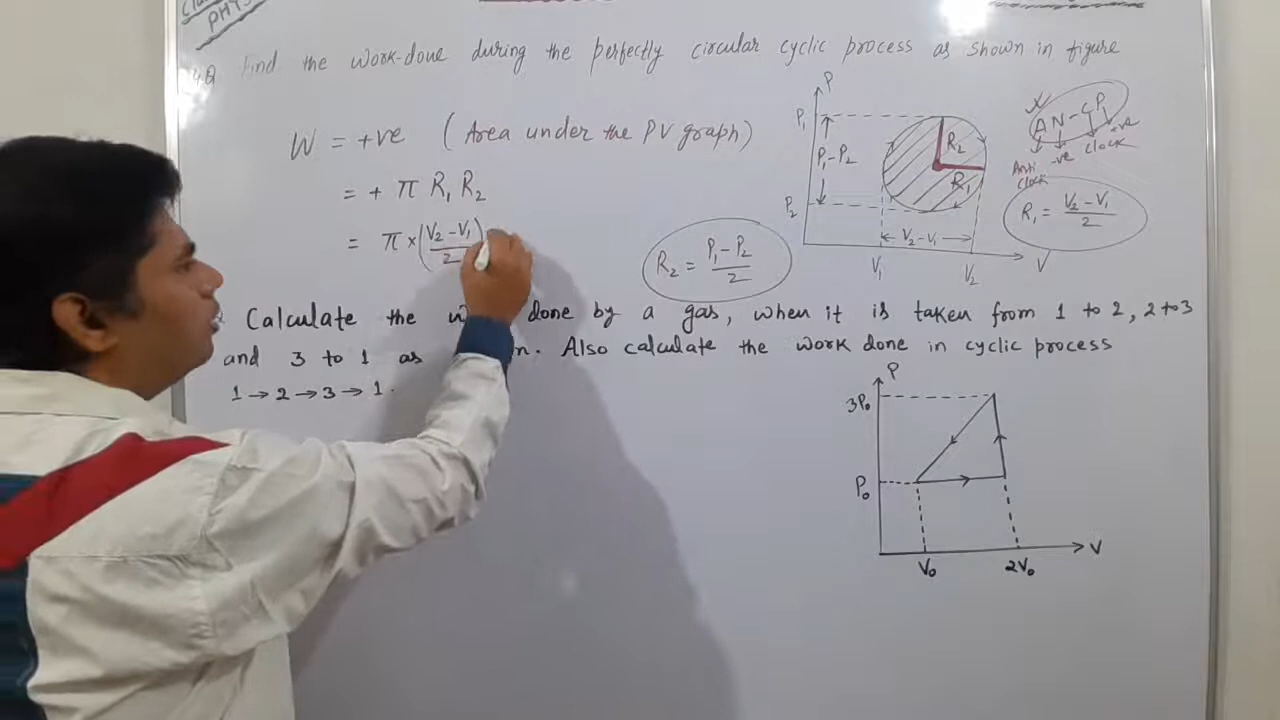 PHYS
Q Find the work-done during the perfectly circular cyclic process as shown in figure
W = +ve (Area under the PV graph)
= + π R₁ R₂
= π × (V₂ – V₁ / 2)
R₂ = P₁ – P₂ / 2
P
P₁
P₁ – P₂
P₂
R₂
R₁
V₂ – V₁
V₁
V₂
V
AN-CP
Anti clock
-ve
clock
+ve
R₁ = V₂ – V₁ / 2
Calculate the done by a gas, when it is taken from 1 to 2, 2 to 3
and 3 to 1 as Also calculate the work done in cyclic process
1 → 2 → 3 → 1.
P
3P₀
P₀
V₀
2V₀
V